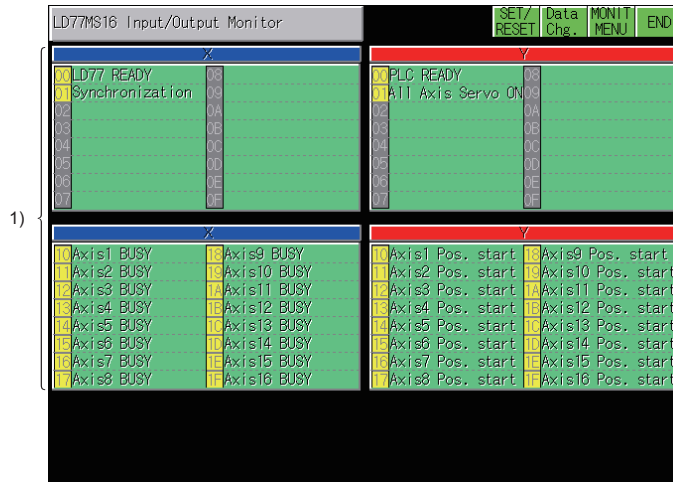 LD77MS16 Input/Output Monitor
SET/ RESET
Data Chg.
MONIT MENU
END
1)
X
00 LD77 READY 08
01 Synchronization 09
02 0A
03 0B
04 0C
05 0D
06 0E
07 0F
Y
00 PLC READY 08
01 All Axis Servo ON 09
02 0A
03 0B
04 0C
05 0D
06 0E
07 0F
X
10 Axis1 BUSY 18 Axis9 BUSY
11 Axis2 BUSY 19 Axis10 BUSY
12 Axis3 BUSY 1A Axis11 BUSY
13 Axis4 BUSY 1B Axis12 BUSY
14 Axis5 BUSY 1C Axis13 BUSY
15 Axis6 BUSY 1D Axis14 BUSY
16 Axis7 BUSY 1E Axis15 BUSY
17 Axis8 BUSY 1F Axis16 BUSY
Y
10 Axis1 Pos. start 18 Axis9 Pos. start
11 Axis2 Pos. start 19 Axis10 Pos. start
12 Axis3 Pos. start 1A Axis11 Pos. start
13 Axis4 Pos. start 1B Axis12 Pos. start
14 Axis5 Pos. start 1C Axis13 Pos. start
15 Axis6 Pos. start 1D Axis14 Pos. start
16 Axis7 Pos. start 1E Axis15 Pos. start
17 Axis8 Pos. start 1F Axis16 Pos. start